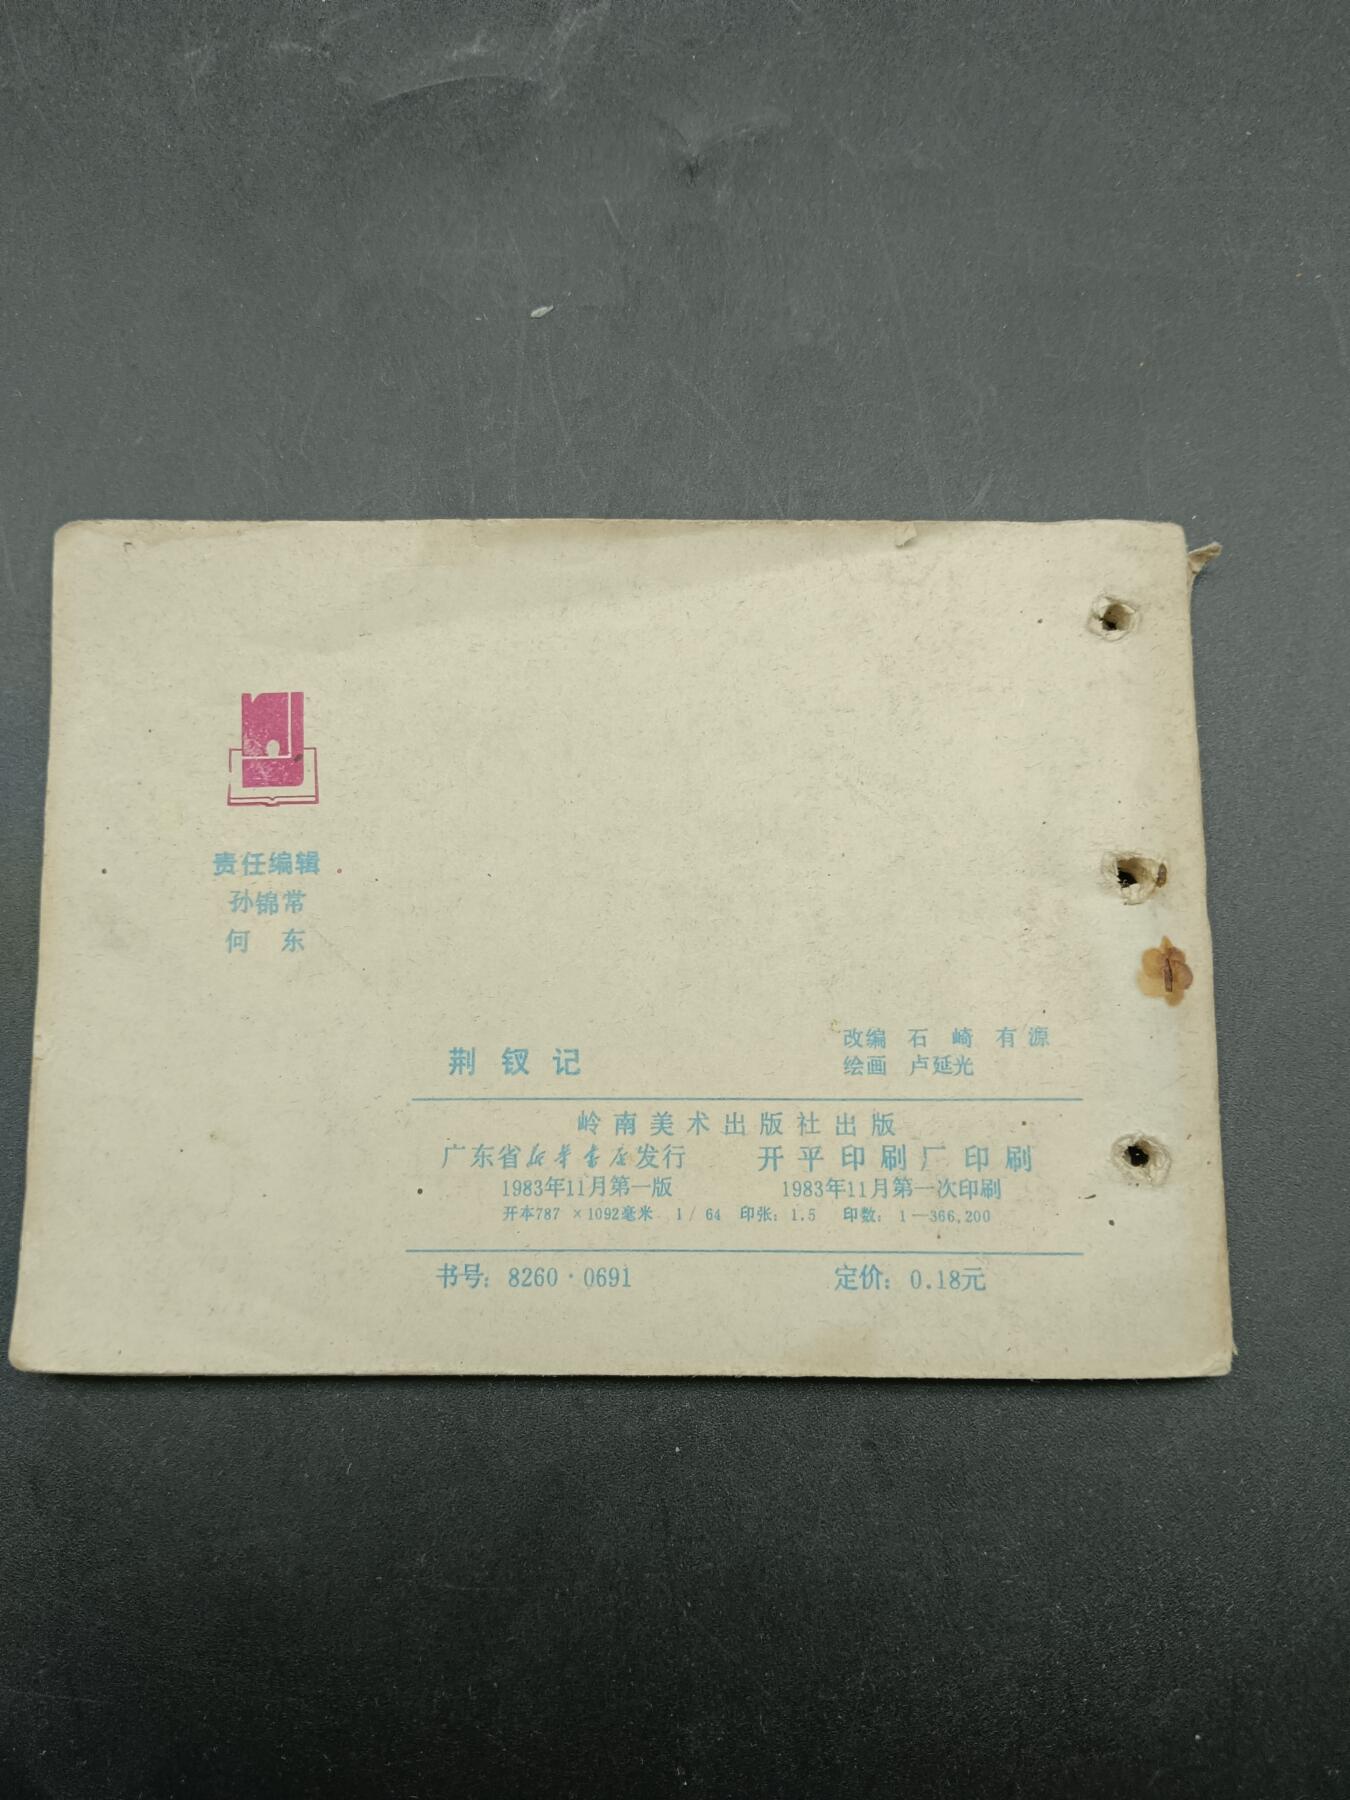 责任编辑
孙锦常
何 东
荆钗记
改编 石崎 有源
绘画 卢延光
岭南美术出版社出版
广东省新华书店发行 开平印刷厂印刷
1983年11月第一版 1983年11月第一次印刷
开本787×1092毫米 1/64 印张：1.5 印数：1—366,200
书号：8260·0691 定价：0.18元